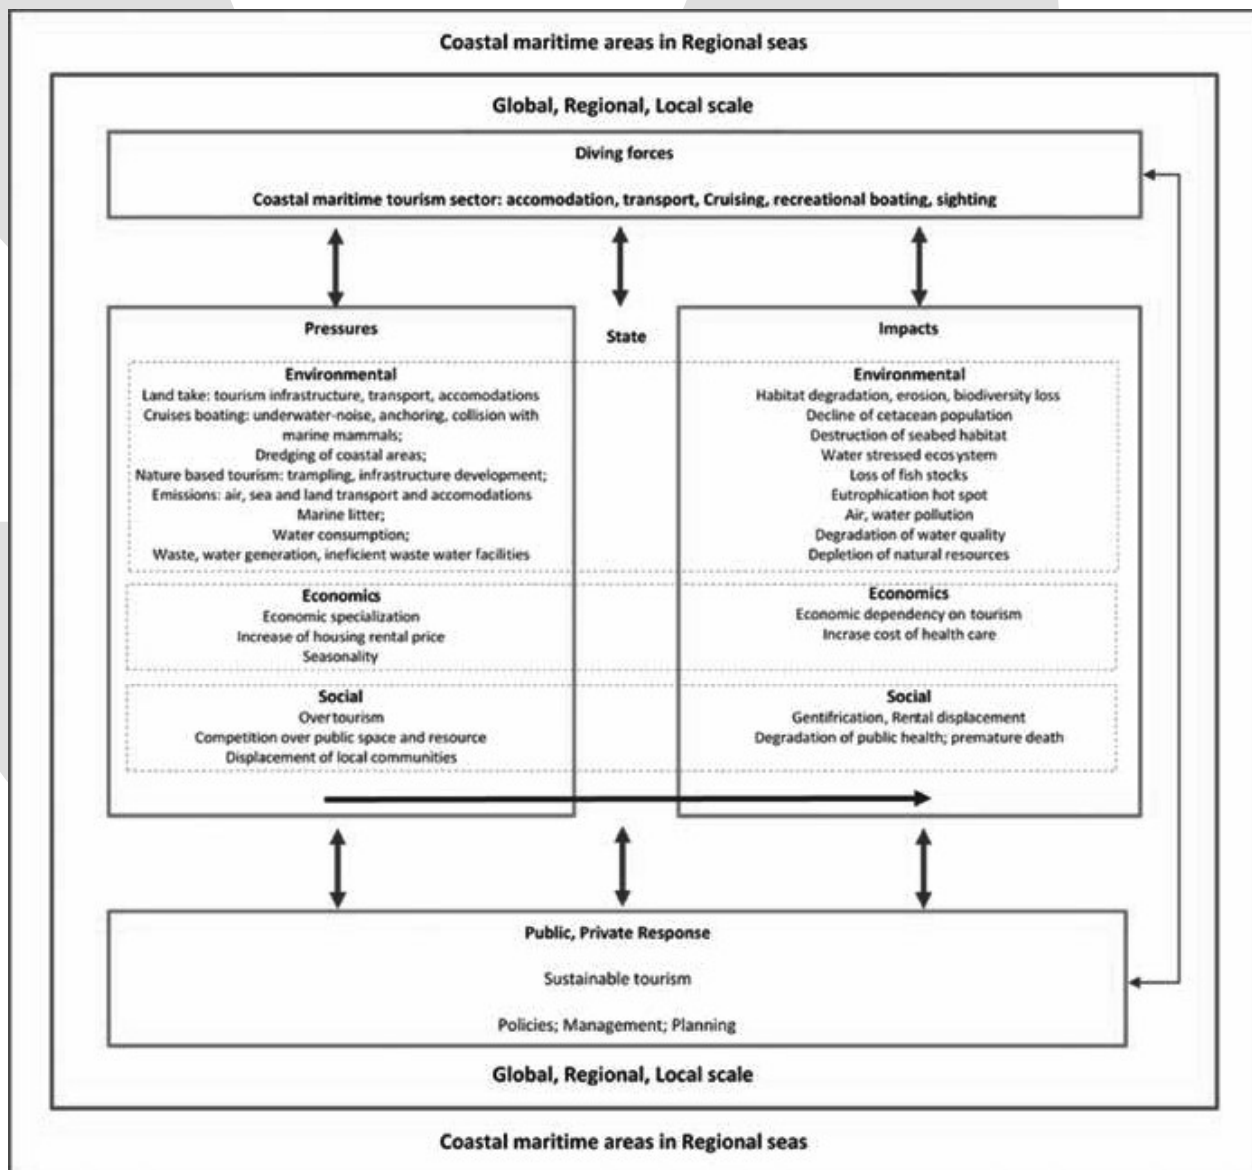 Coastal maritime areas in Regional seas
Global, Regional, Local scale
Diving forces
Coastal maritime tourism sector: accomodation, transport, Cruising, recreational boating, sighting
Pressures
Environmental
Land take: tourism infrastructure, transport, accomodations
Cruises boating: underwater-noise, anchoring, collision with
marine mammals;
Dredging of coastal areas;
Nature based tourism: trampling, infrastructure development;
Emissions: air, sea and land transport and accomodations
Marine litter;
Water consumption;
Waste, water generation, ineficient waste water facilities
Economics
Economic specialization
Increase of housing rental price
Seasonality
Social
Overtourism
Competition over public space and resource
Displacement of local communities
State
Impacts
Environmental
Habitat degradation, erosion, biodiversity loss
Decline of cetacean population
Destruction of seabed habitat
Water stressed ecosystem
Loss of fish stocks
Eutrophication hot spot
Air, water pollution
Degradation of water quality
Depletion of natural resources
Economics
Economic dependency on tourism
Incrase cost of health care
Social
Gentifrication, Rental displacement
Degradation of public health; premature death
Public, Private Response
Sustainable tourism
Policies; Management; Planning
Global, Regional, Local scale
Coastal maritime areas in Regional seas